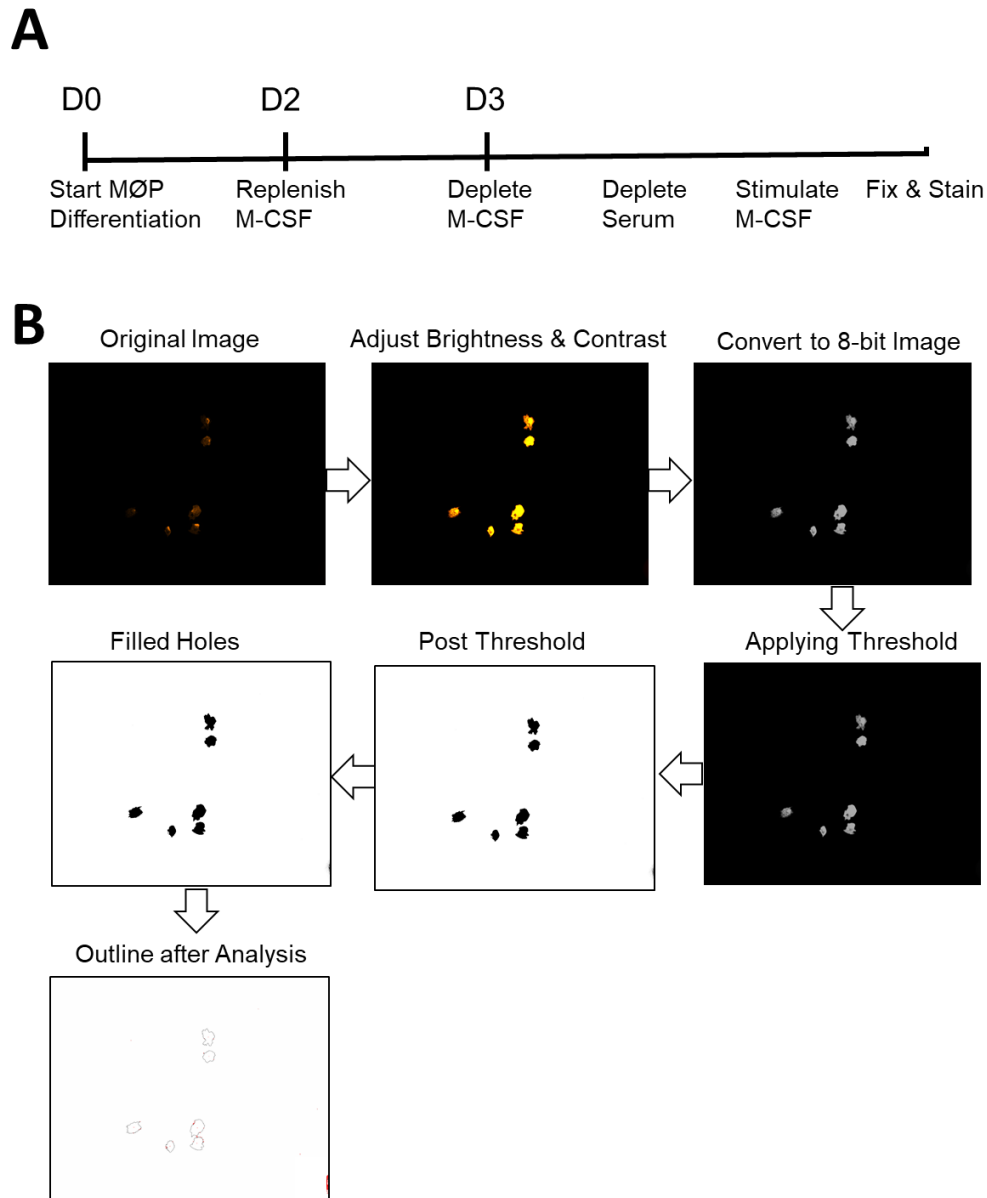 A
D0 D2 D3
Start MØP Replenish Deplete Deplete Stimulate Fix & Stain
Differentiation M-CSF M-CSF Serum M-CSF
B
Original Image Adjust Brightness & Contrast Convert to 8-bit Image
Filled Holes Post Threshold Applying Threshold
Outline after Analysis